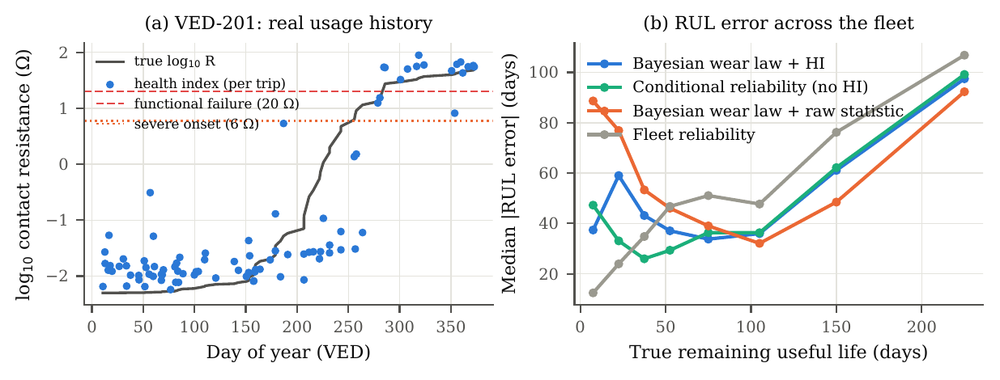 (a) VED-201: real usage history
log₁₀ contact resistance (Ω)
2
1
0
−1
−2
true log₁₀ R
health index (per trip)
functional failure (20 Ω)
severe onset (6 Ω)
0 50 100 150 200 250 300 350
Day of year (VED)
(b) RUL error across the fleet
Median |RUL error| (days)
100
80
60
40
20
Bayesian wear law + HI
Conditional reliability (no HI)
Bayesian wear law + raw statistic
Fleet reliability
0 50 100 150 200
True remaining useful life (days)